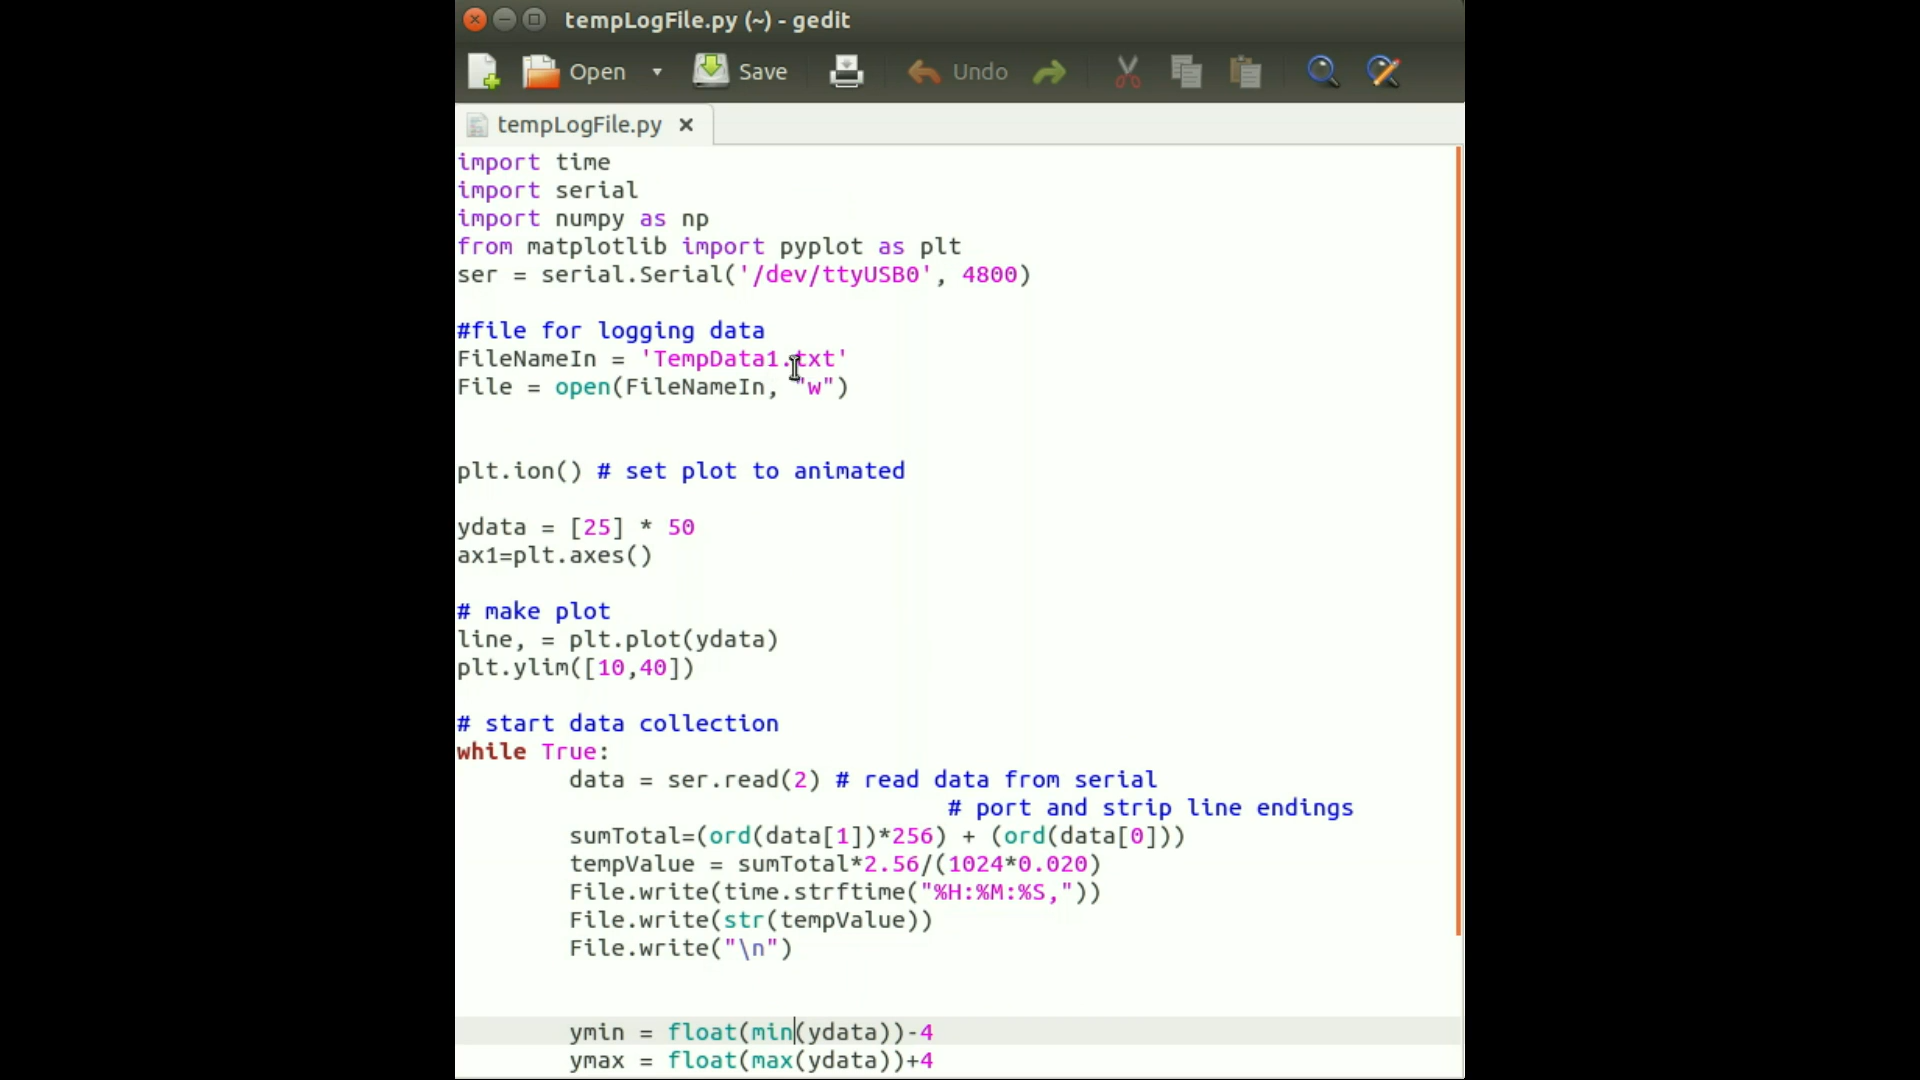 tempLogFile.py (~) - gedit
Open Save Undo
tempLogFile.py
import time
import serial
import numpy as np
from matplotlib import pyplot as plt
ser = serial.Serial('/dev/ttyUSB0', 4800)
#file for logging data
FileNameIn = 'TempData1.txt'
File = open(FileNameIn, "w")
plt.ion() # set plot to animated
ydata = [25] * 50
ax1=plt.axes()
# make plot
line, = plt.plot(ydata)
plt.ylim([10,40])
# start data collection
while True:
data = ser.read(2) # read data from serial
# port and strip line endings
sumTotal=(ord(data[1])*256) + (ord(data[0]))
tempValue = sumTotal*2.56/(1024*0.020)
File.write(time.strftime("%H:%M:%S,"))
File.write(str(tempValue))
File.write("\n")
ymin = float(min(ydata))-4
ymax = float(max(ydata))+4